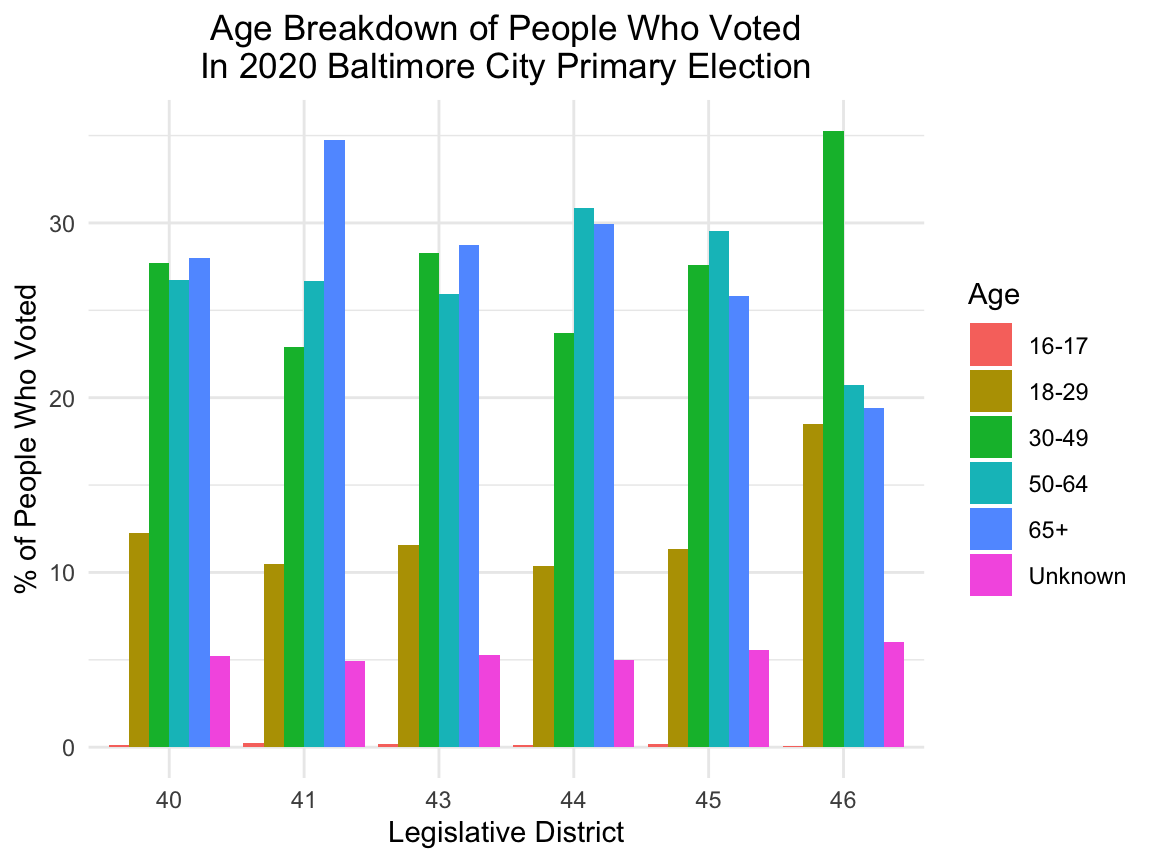 Age Breakdown of People Who Voted
In 2020 Baltimore City Primary Election
% of People Who Voted
30
20
10
0
40
41
43
44
45
46
Legislative District
Age
16-17
18-29
30-49
50-64
65+
Unknown